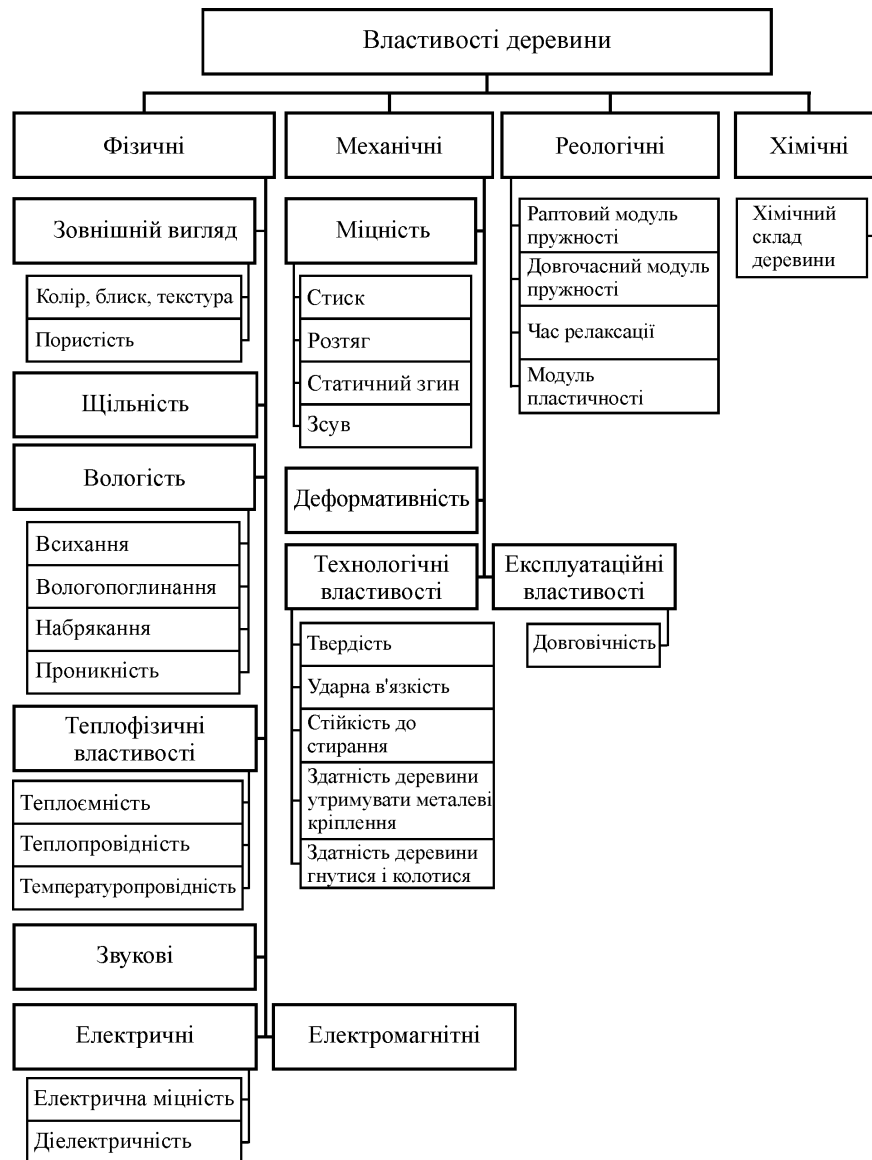 Властивості деревини
Фізичні
Механічні
Реологічні
Хімічні
Зовнішній вигляд
Колір, блиск, текстура
Пористість
Щільність
Вологість
Всихання
Вологопоглинання
Набрякання
Проникність
Теплофізичні
властивості
Теплоємність
Теплопровідність
Температуропровідність
Звукові
Електричні
Електромагнітні
Електрична міцність
Діелектричність
Міцність
Стиск
Розтяг
Статичний згин
Зсув
Деформативність
Технологічні
властивості
Твердість
Ударна в'язкість
Стійкість до
стирання
Здатність деревини
утримувати металеві
кріплення
Здатність деревини
гнутися і колотися
Експлуатаційні
властивості
Довговічність
Раптовий модуль
пружності
Довгочасний модуль
пружності
Час релаксації
Модуль
пластичності
Хімічний
склад
деревини